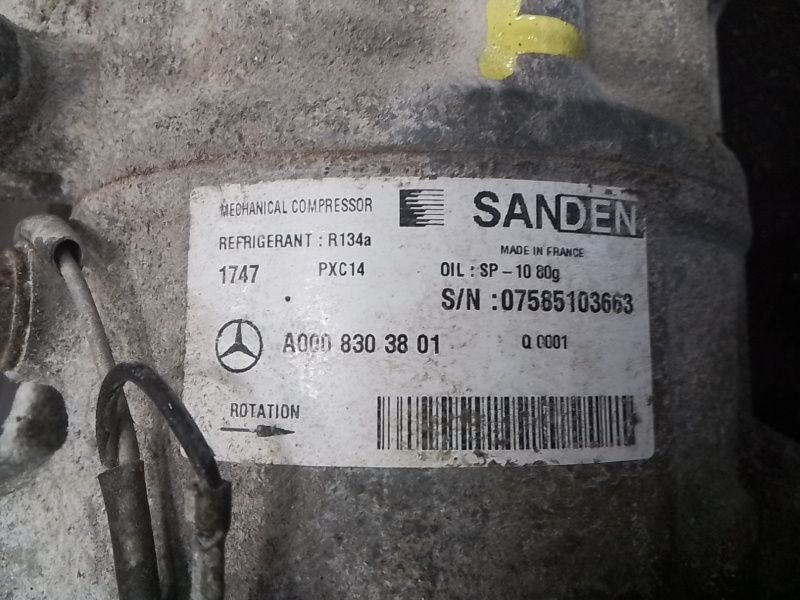 MECHANICAL COMPRESSOR SANDEN
REFRIGERANT : R134a MADE IN FRANCE
1747 PXC14 OIL : SP-10 80g
S/N :07585103663
A000 830 38 01 Q 0001
ROTATION